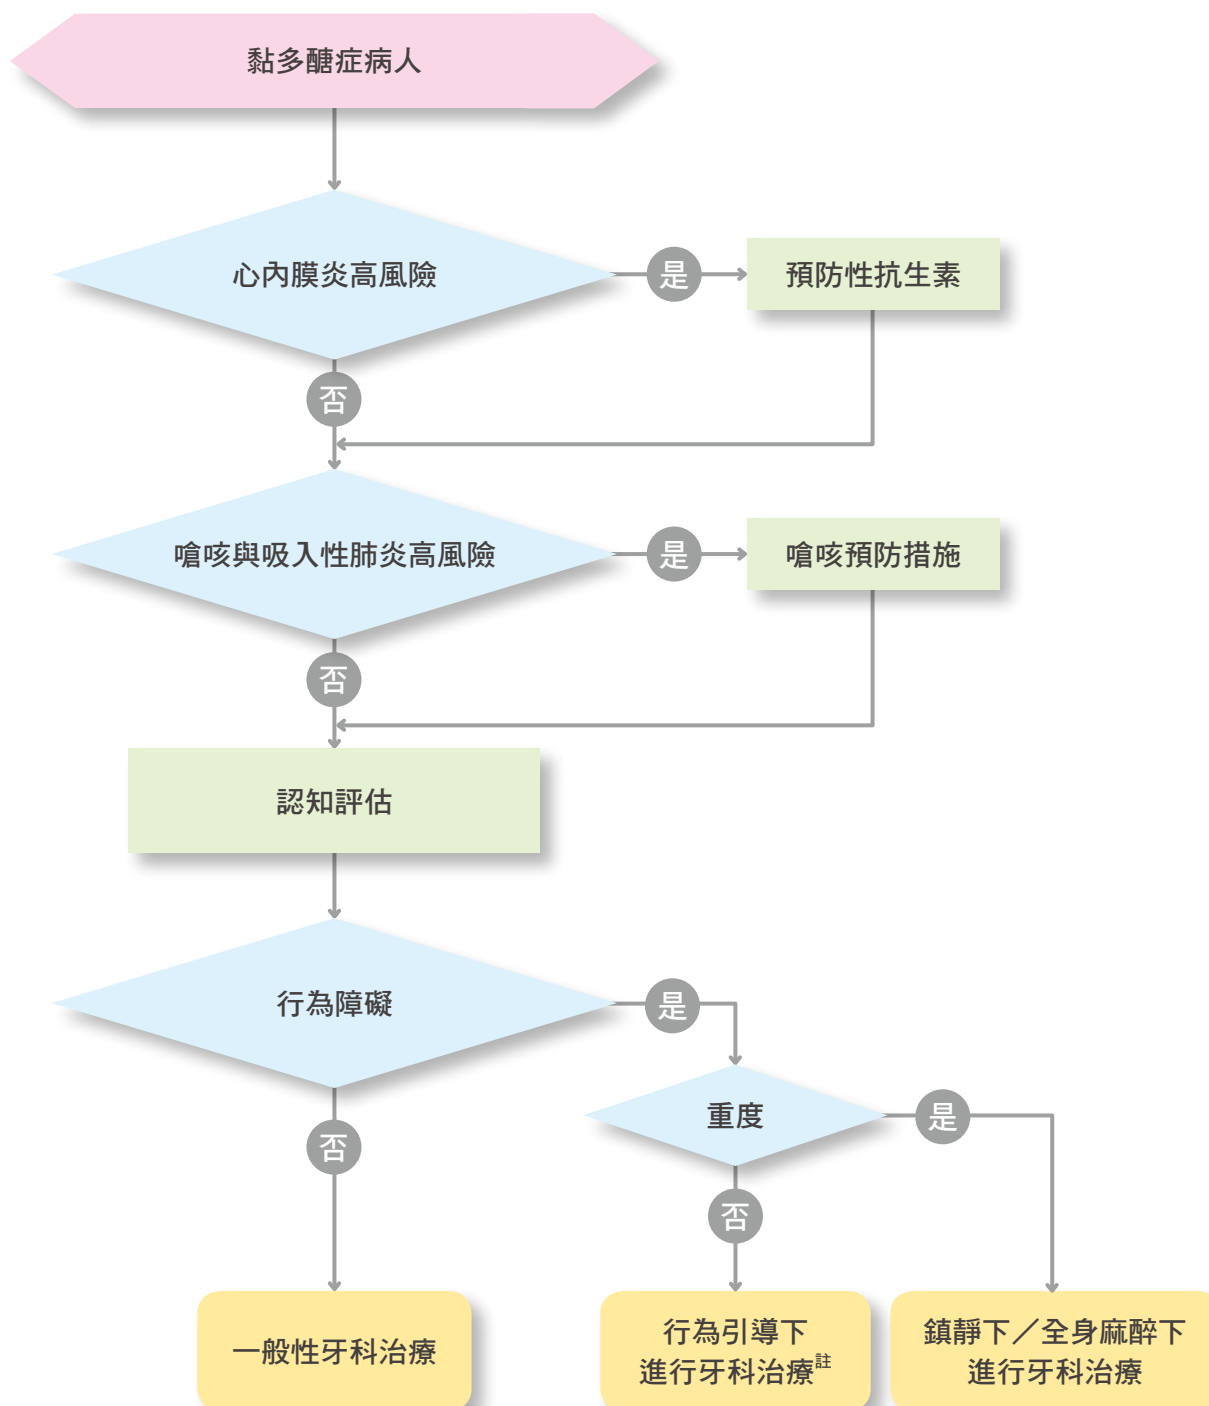 黏多醣症病人
心內膜炎高風險
是
預防性抗生素
否
嗆咳與吸入性肺炎高風險
是
嗆咳預防措施
否
認知評估
行為障礙
是
重度
是
否
否
一般性牙科治療
行為引導下
進行牙科治療註
鎮靜下／全身麻醉下
進行牙科治療